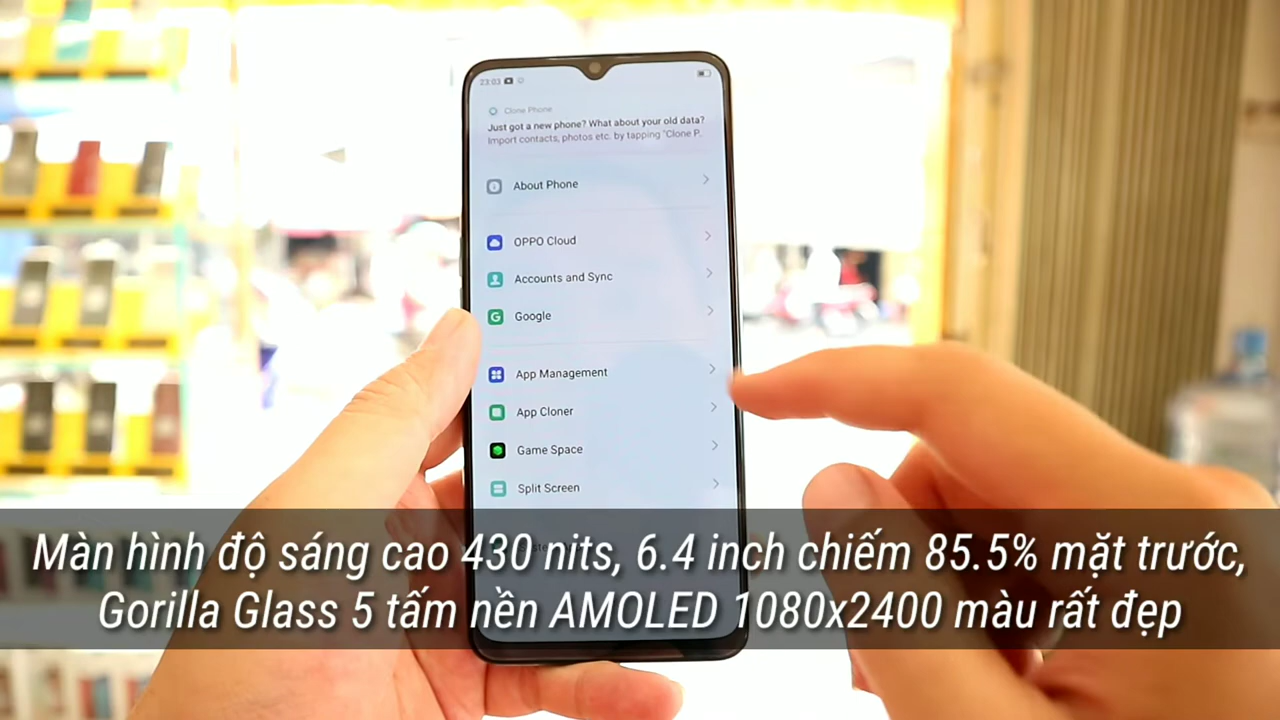 23:03
Clone Phone
Just got a new phone? What about your old data?
Import contacts, photos etc. by tapping "Clone P..
About Phone
OPPO Cloud
Accounts and Sync
Google
App Management
App Cloner
Game Space
Split Screen
Màn hình độ sáng cao 430 nits, 6.4 inch chiếm 85.5% mặt trước,
Gorilla Glass 5 tấm nền AMOLED 1080x2400 màu rất đẹp